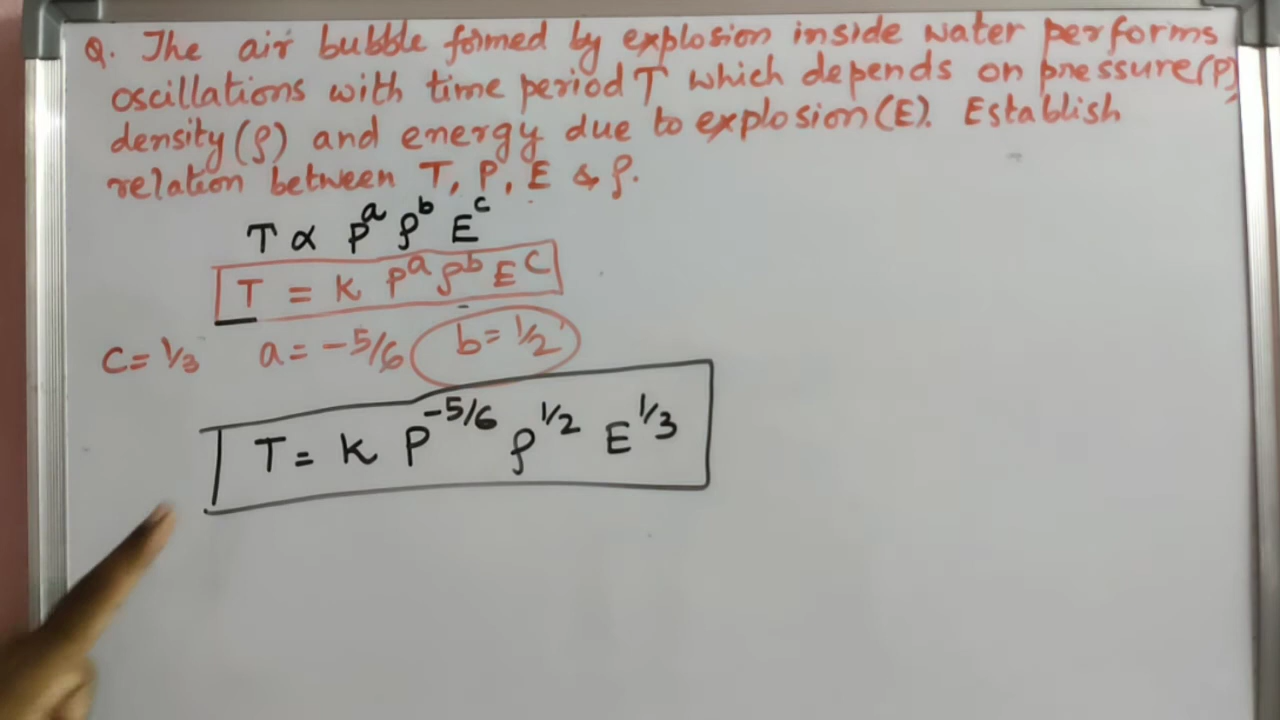 Q. The air bubble formed by explosion inside water performs
oscillations with time period T which depends on pressure(P),
density(ρ) and energy due to explosion(E). Establish
relation between T, P, E & ρ.
T ∝ P^a ρ^b E^c
T = K P^a ρ^b E^c
c = 1/3 a = -5/6 b = 1/2
T = K P^-5/6 ρ^1/2 E^1/3